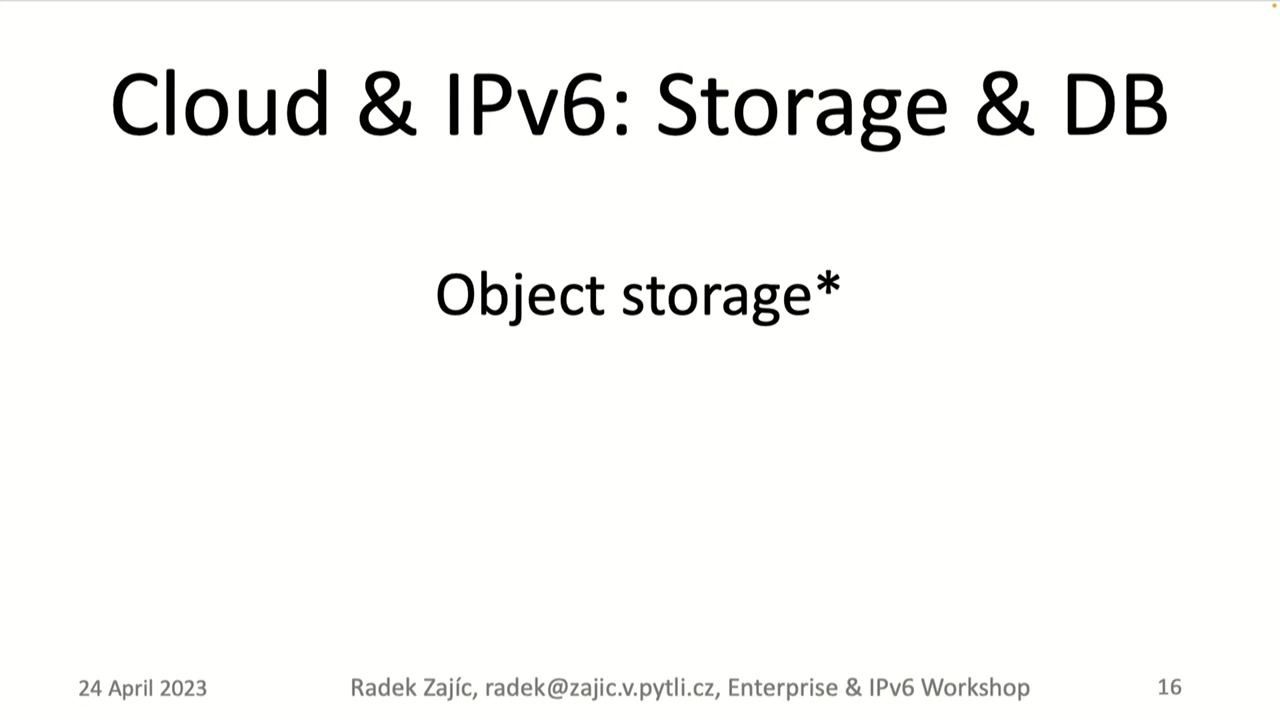 Cloud & IPv6: Storage & DB
Object storage*
24 April 2023
Radek Zajíc, radek@zajic.v.pytli.cz, Enterprise & IPv6 Workshop
16